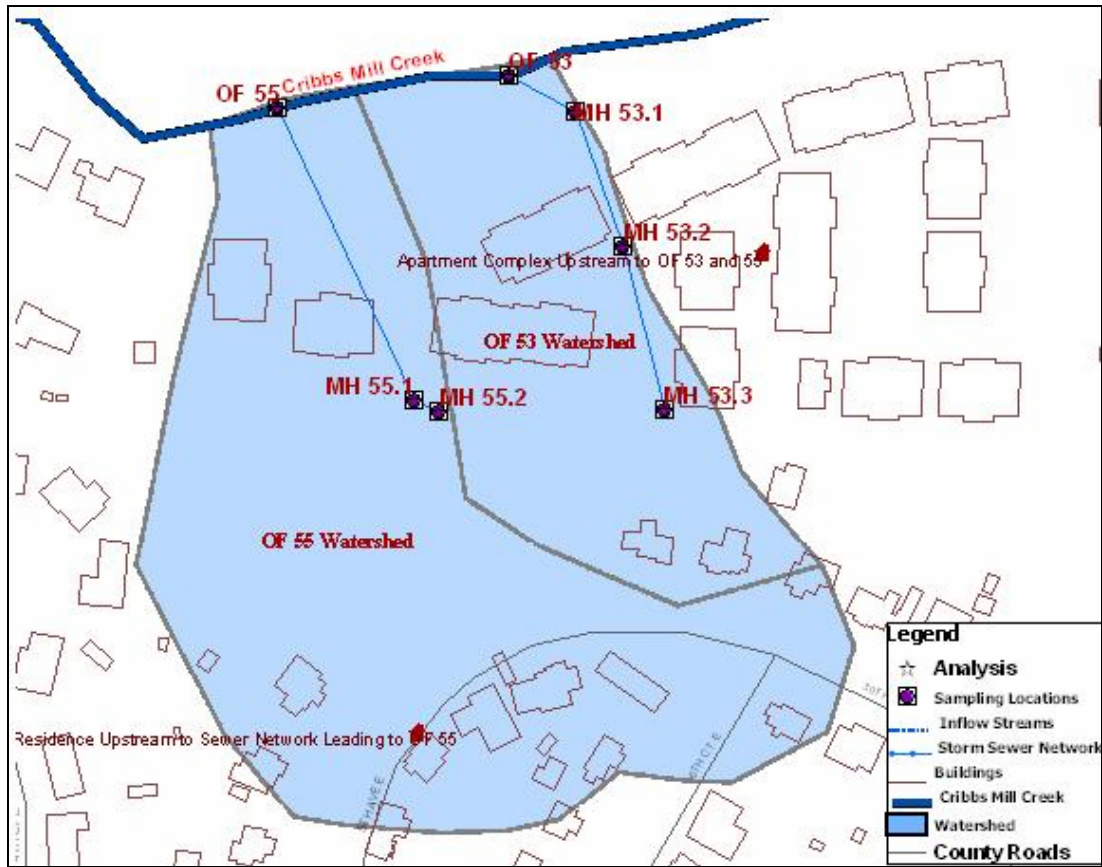 Cribbs Mill Creek
OF 53
OF 55
MH 53.1
MH 53.2
Apartment Complex Upstream to OF 53 and 55
OF 53 Watershed
MH 55.1
MH 55.2
MH 53.3
OF 55 Watershed
Residence Upstream to Sewer Network Leading to OF 55
Legend
Analysis
Sampling Locations
Inflow Streams
Storm Sewer Network
Buildings
Cribbs Mill Creek
Watershed
County Roads